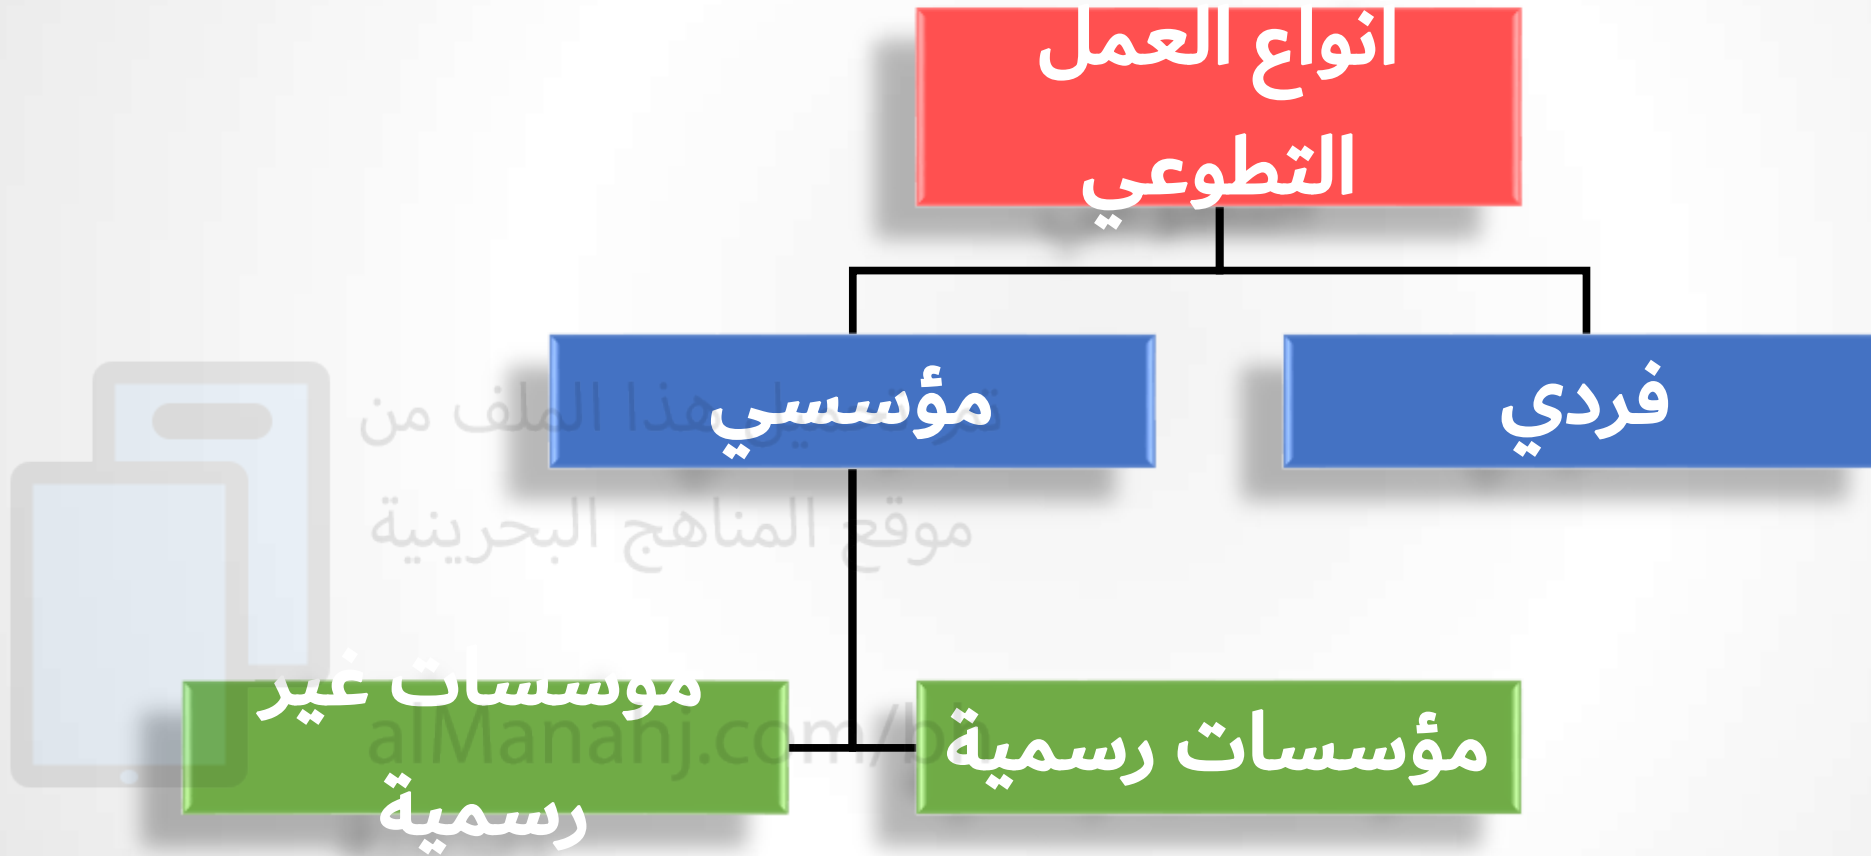 أنواع العمل
التطوعي
فردي
مؤسسي
تم تحميل هذا الملف من
موقع المناهج البحرينية
مؤسسات رسمية
مؤسسات غير
رسمية
alManahj.com/bh